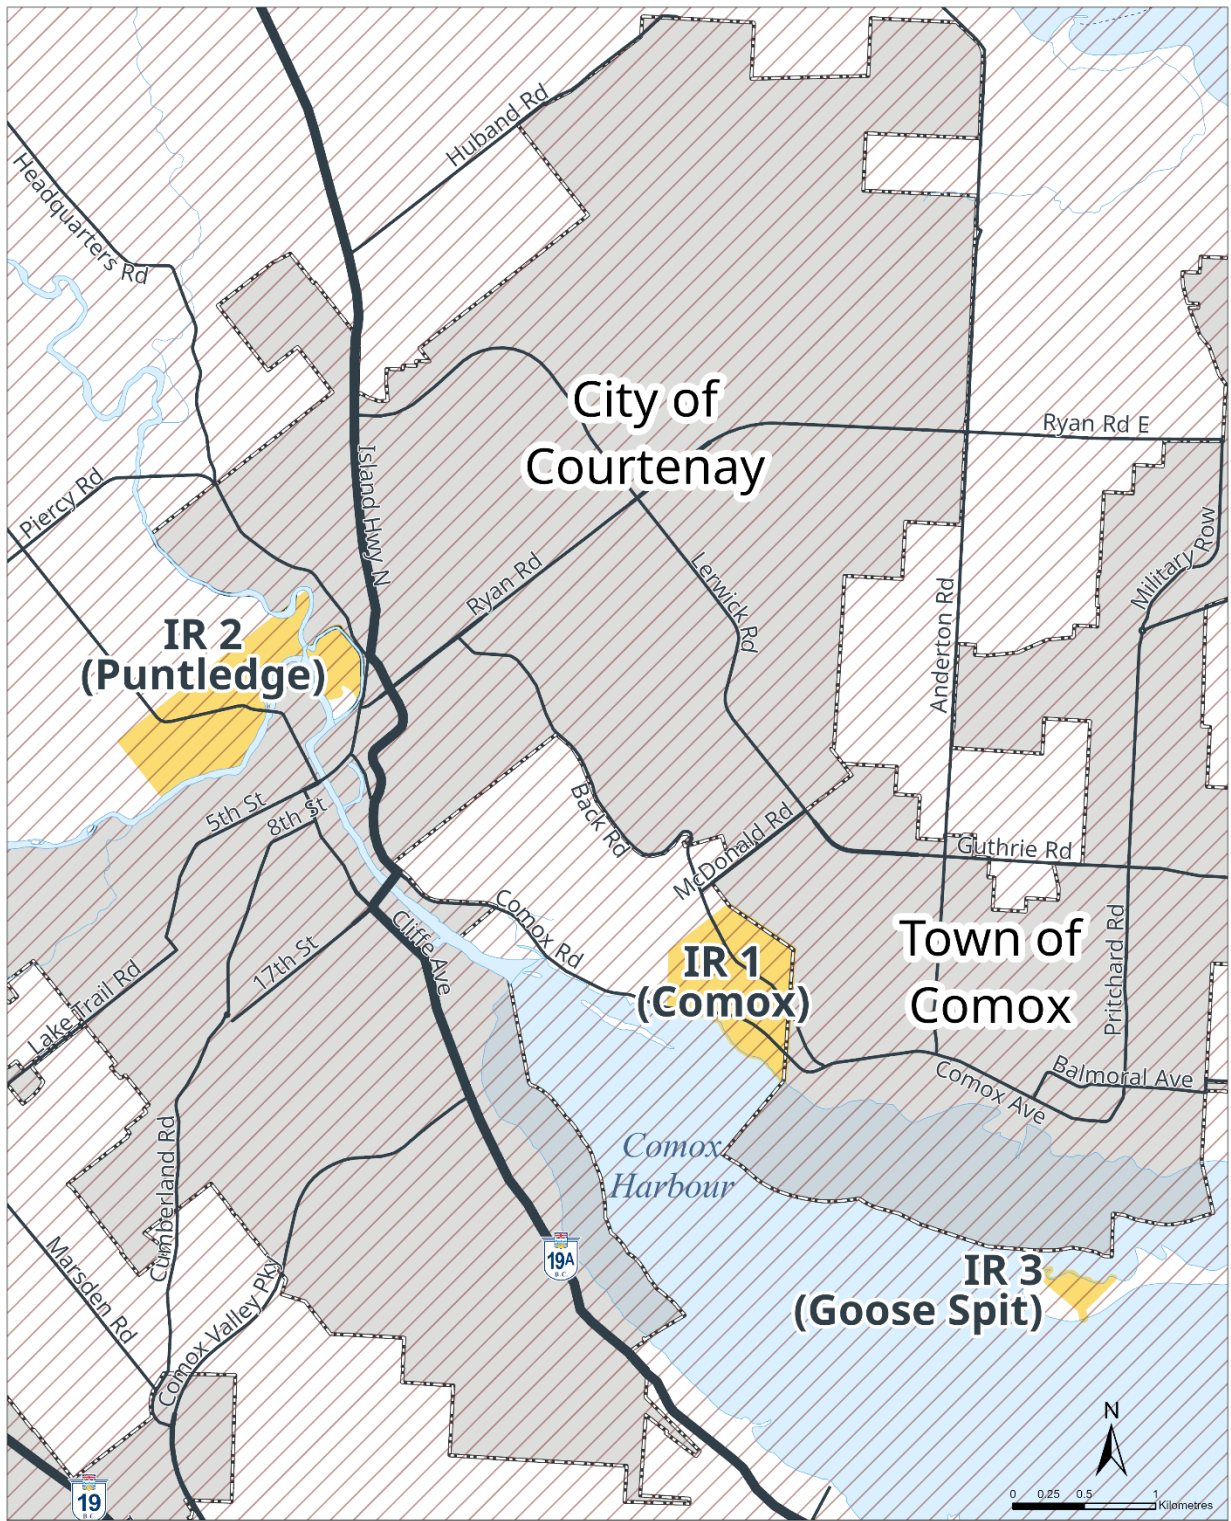 Huband Rd
Headquarters Rd
City of
Courtenay
Ryan Rd E
Island Hwy N
Piercy Rd
Military Row
Ryan Rd
Lerwick Rd
Anderton Rd
IR 2
(Puntledge)
5th St
8th St
Back Rd
McDonald Rd
Guthrie Rd
Comox Rd
Cliffe Ave
17th St
Lake Trail Rd
IR 1
(Comox)
Town of
Comox
Pritchard Rd
Balmoral Ave
Comox Ave
Comox
Harbour
Cumberland Rd
Marsden Rd
Comox Valley Pky
19A
B.C.
IR 3
(Goose Spit)
N
0 0.25 0.5 1
Kilometres
19
B.C.